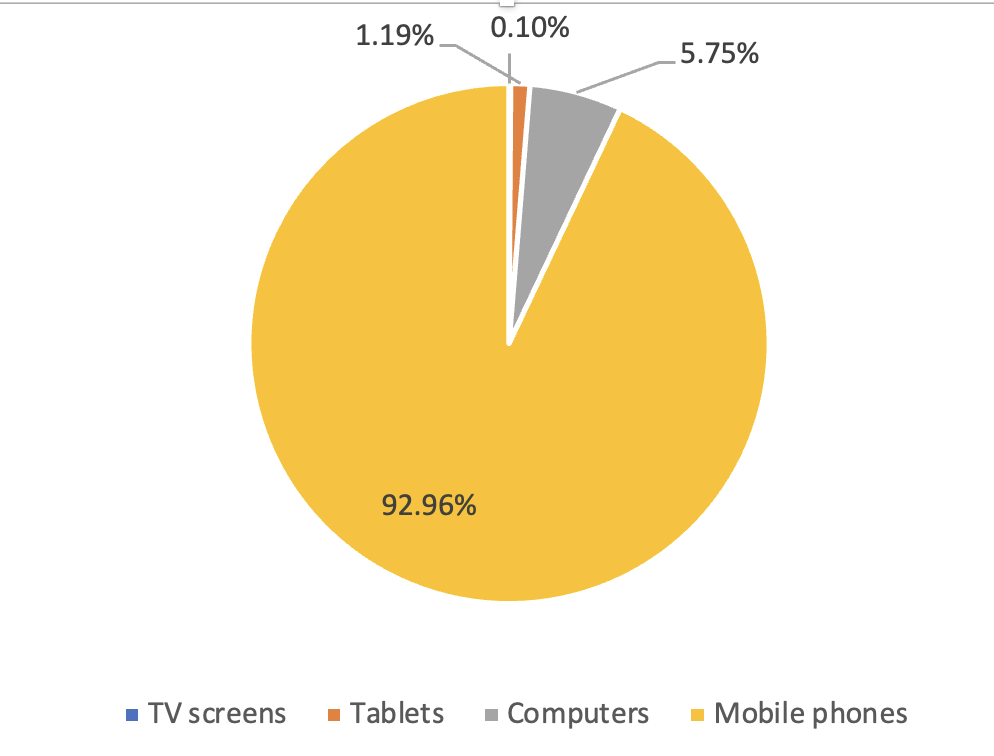 1.19%
0.10%
5.75%
92.96%
TV screens
Tablets
Computers
Mobile phones